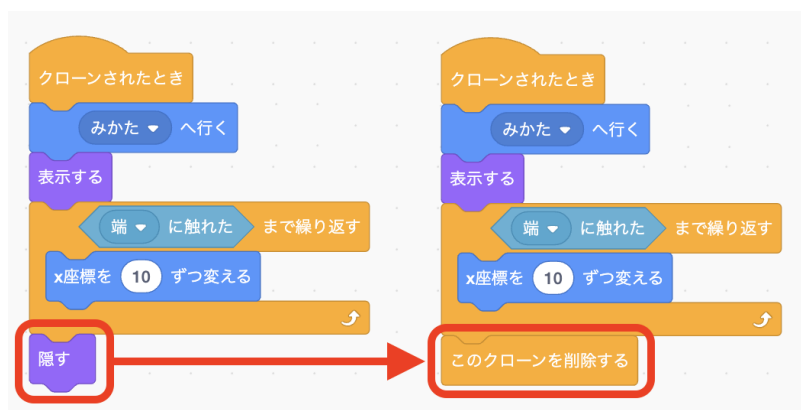 クローンされたとき
みかた へ行く
表示する
端 に触れた まで繰り返す
x座標を 10 ずつ変える
隠す
クローンされたとき
みかた へ行く
表示する
端 に触れた まで繰り返す
x座標を 10 ずつ変える
このクローンを削除する